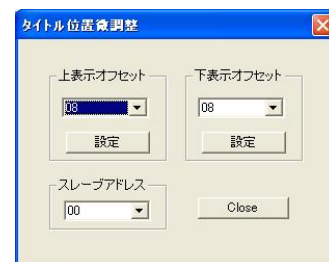 タイトル位置微調整
上表示オフセット
下表示オフセット
08
08
設定
設定
スレーブアドレス
00
Close